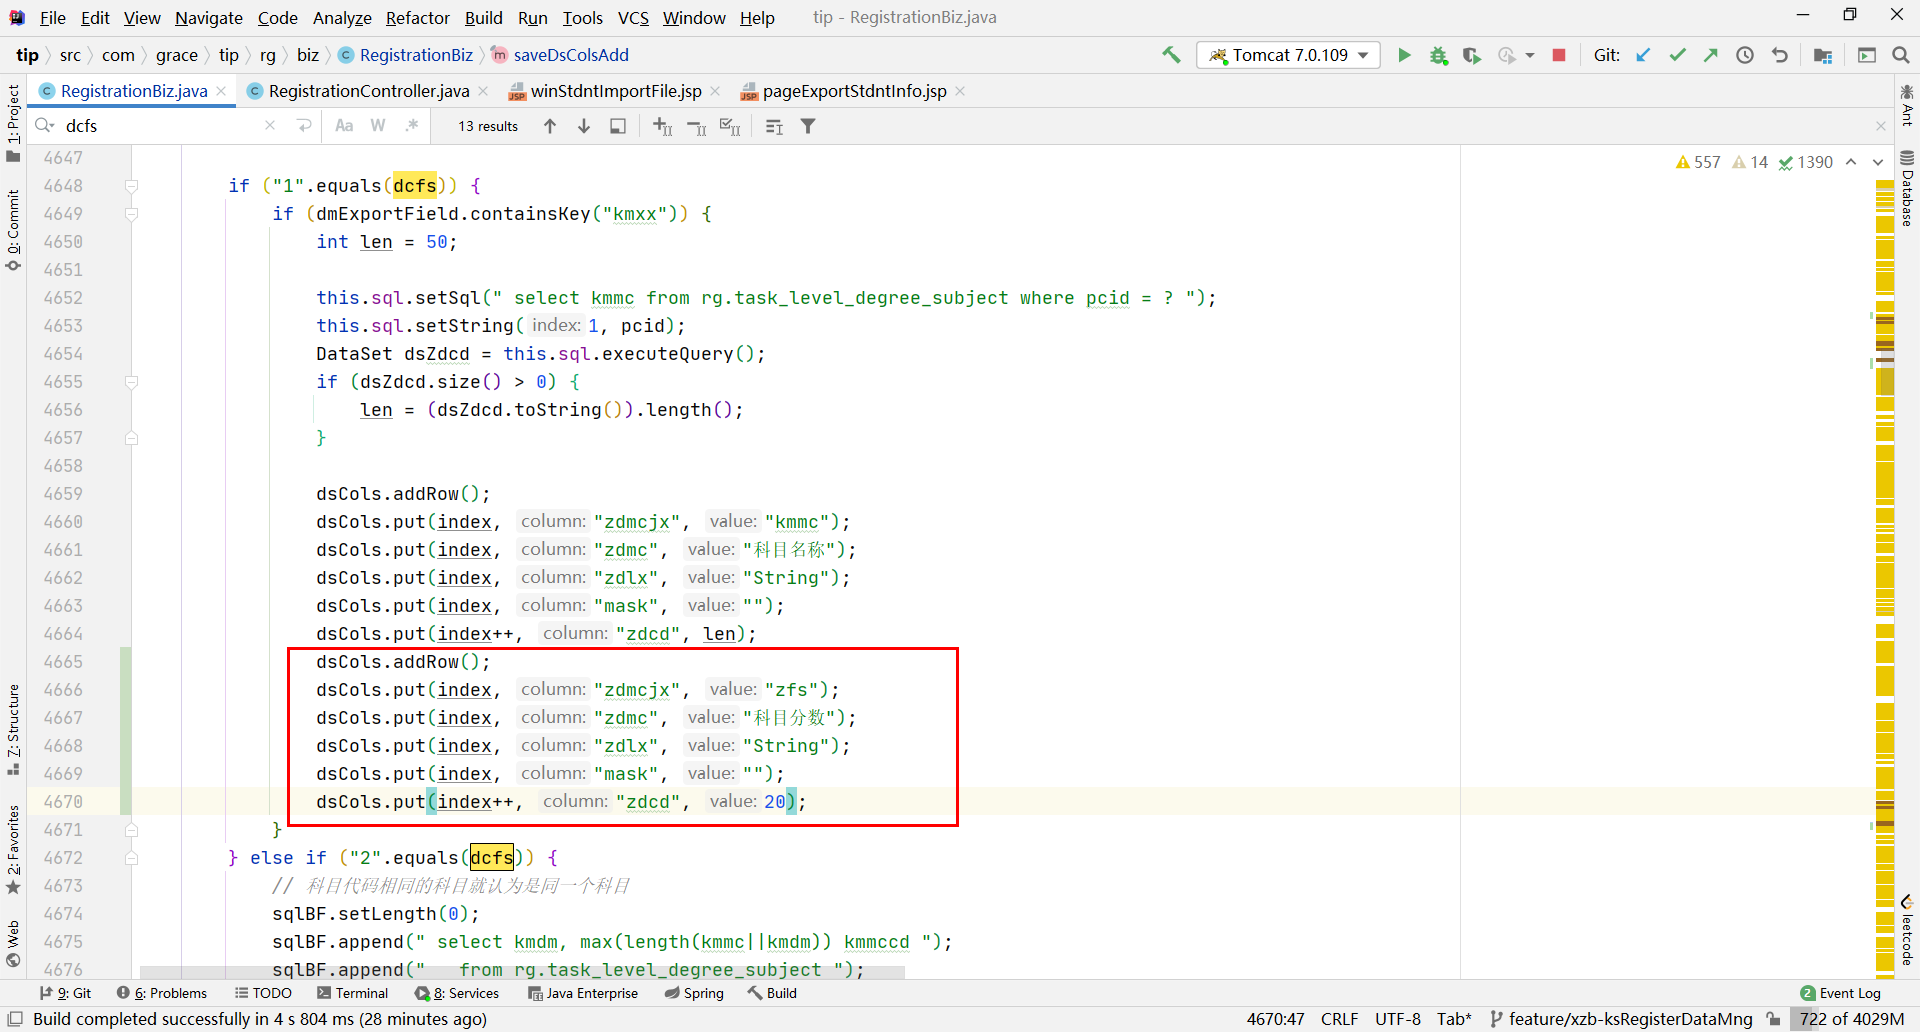 File Edit View Navigate Code Analyze Refactor Build Run Tools VCS Window Help tip - RegistrationBiz.java
tip src com grace tip rg biz RegistrationBiz saveDsColsAdd Tomcat 7.0.109 Git:
RegistrationBiz.java RegistrationController.java winStdntImportFile.jsp pageExportStdntInfo.jsp
dcfs Aa W .* 13 results
557 14 1390
4647
4648 if ("1".equals(dcfs)) {
4649 if (dmExportField.containsKey("kmxx")) {
4650 int len = 50;
4651
4652 this.sql.setSql(" select kmmc from rg.task_level_degree_subject where pcid = ? ");
4653 this.sql.setString( index: 1, pcid);
4654 DataSet dsZdcd = this.sql.executeQuery();
4655 if (dsZdcd.size() > 0) {
4656 len = (dsZdcd.toString()).length();
4657 }
4658
4659 dsCols.addRow();
4660 dsCols.put(index, column: "zdmcjx", value: "kmmc");
4661 dsCols.put(index, column: "zdmc", value: "科目名称");
4662 dsCols.put(index, column: "zdlx", value: "String");
4663 dsCols.put(index, column: "mask", value: "");
4664 dsCols.put(index++, column: "zdcd", len);
4665 dsCols.addRow();
4666 dsCols.put(index, column: "zdmcjx", value: "zfs");
4667 dsCols.put(index, column: "zdmc", value: "科目分数");
4668 dsCols.put(index, column: "zdlx", value: "String");
4669 dsCols.put(index, column: "mask", value: "");
4670 dsCols.put(index++, column: "zdcd", value: 20);
4671 }
4672 } else if ("2".equals(dcfs)) {
4673 // 科目代码相同的科目就认为是同一个科目
4674 sqlBF.setLength(0);
4675 sqlBF.append(" select kmdm, max(length(kmmc||kmdm)) kmmccd ");
4676 sqlBF.append("   from rg.task_level_degree_subject ");
1: Project
0: Commit
7: Structure
2: Favorites
Web
Ant
Database
leetcode
9: Git 6: Problems TODO Terminal 8: Services Java Enterprise Spring Build 2 Event Log
Build completed successfully in 4 s 804 ms (28 minutes ago) 4670:47 CRLF UTF-8 Tab* feature/xzb-ksRegisterDataMng 722 of 4029M